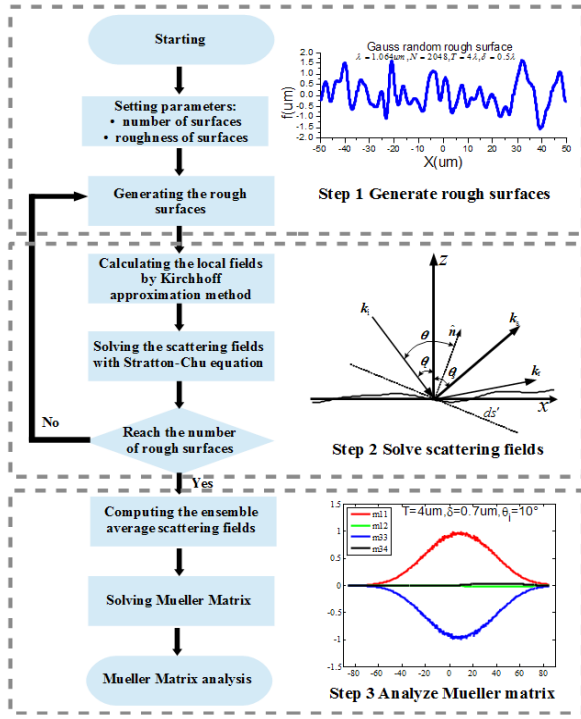 Starting
Setting parameters:
• number of surfaces
• roughness of surfaces
Generating the rough
surfaces
Gauss random rough surface
λ = 1.064um, N = 2048, T = 4λ, δ = 0.5λ
f(um)
2.0
1.5
1.0
0.5
0.0
-0.5
-1.0
-1.5
-2.0
-50 -40 -30 -20 -10 0 10 20 30 40 50
X(um)
Step 1 Generate rough surfaces
Calculating the local fields
by Kirchhoff
approximation method
Solving the scattering fields
with Stratton-Chu equation
No
Reach the number
of rough surfaces
Yes
z
k
n̂
θ
θ
θ
k
x
ds'
Step 2 Solve scattering fields
Computing the ensemble
average scattering fields
Solving Mueller Matrix
Mueller Matrix analysis
T=4um,δ=0.7um,θi=10°
m11
m12
m33
m34
1.5
1
0.5
0
-0.5
-1
-1.5
-80 -60 -40 -20 0 20 40 60 80
Step 3 Analyze Mueller matrix